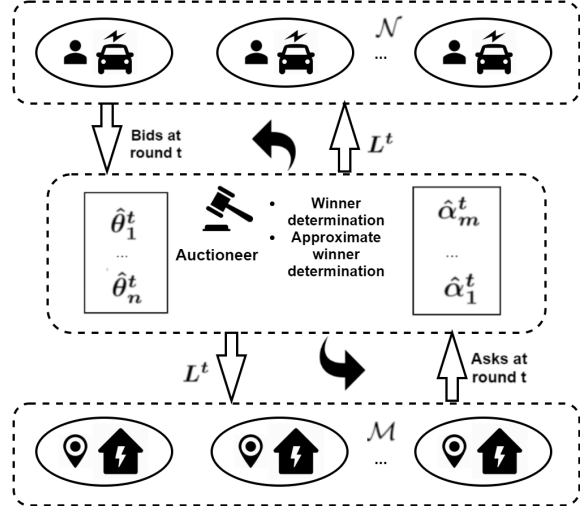 𝒩
...
Bids at
round t
L^t
θ̂_1^t
...
θ̂_n^t
Auctioneer
• Winner
determination
• Approximate
winner
determination
α̂_m^t
...
α̂_1^t
L^t
Asks at
round t
ℳ
...